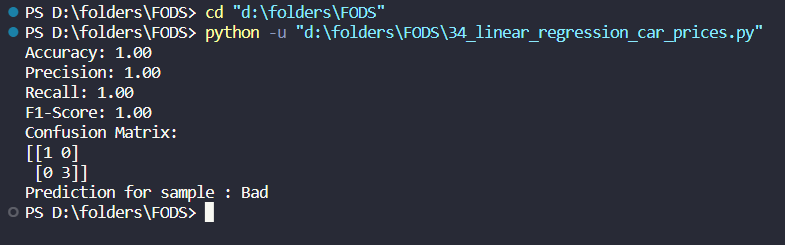 PS D:\folders\FODS> cd "d:\folders\FODS"
PS D:\folders\FODS> python -u "d:\folders\FODS\34_linear_regression_car_prices.py"
Accuracy: 1.00
Precision: 1.00
Recall: 1.00
F1-Score: 1.00
Confusion Matrix:
[[1 0]
 [0 3]]
Prediction for sample : Bad
PS D:\folders\FODS>